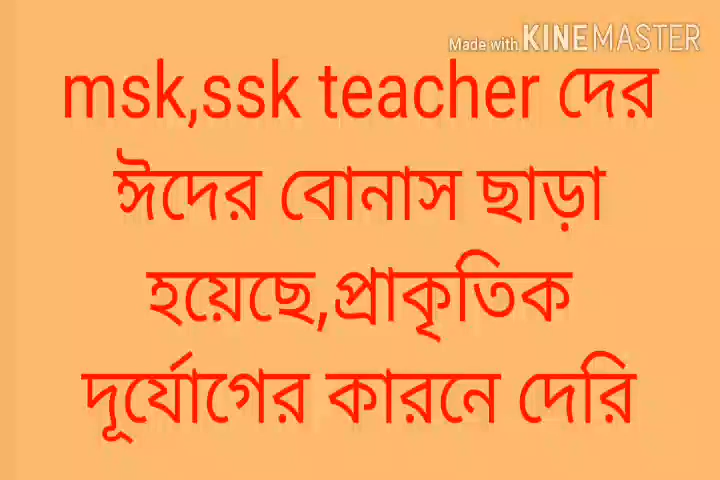 Made with KINEMASTER
msk,ssk teacher দের
ঈদের বোনাস ছাড়া
হয়েছে,প্রাকৃতিক
দূর্যোগের কারনে দেরি